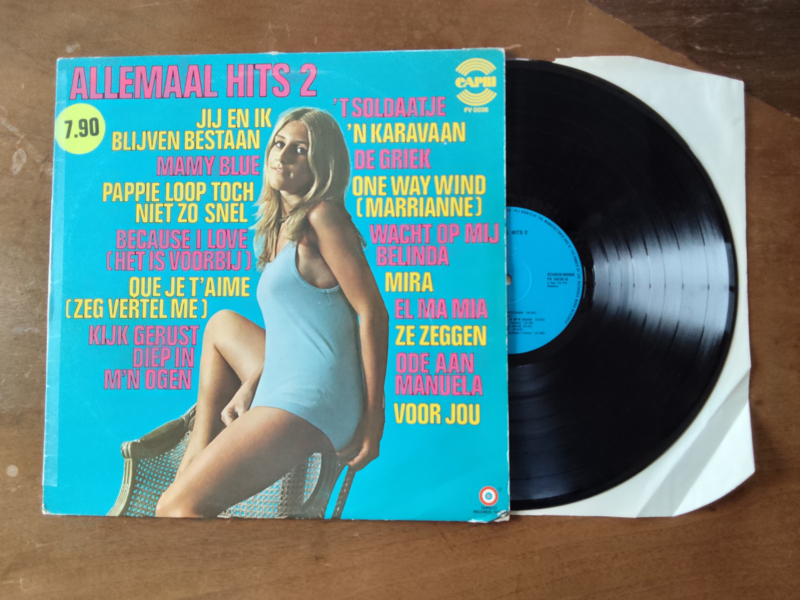 ALLEMAAL HITS 2
CAPRI
7.90
JIJ EN IK
BLIJVEN BESTAAN
MAMY BLUE
PAPPIE LOOP TOCH
NIET ZO SNEL
BECAUSE I LOVE
(HET IS VOORBIJ)
QUE JE T'AIME
(ZEG VERTEL ME)
KIJK GERUST
DIEP IN
M'N OGEN
'T SOLDAATJE
'N KARAVAAN
DE GRIEK
ONE WAY WIND
(MARRIANNE)
WACHT OP MIJ
BELINDA
MIRA
EL MA MIA
ZE ZEGGEN
ODE AAN
MANUELA
VOOR JOU
HITS 2